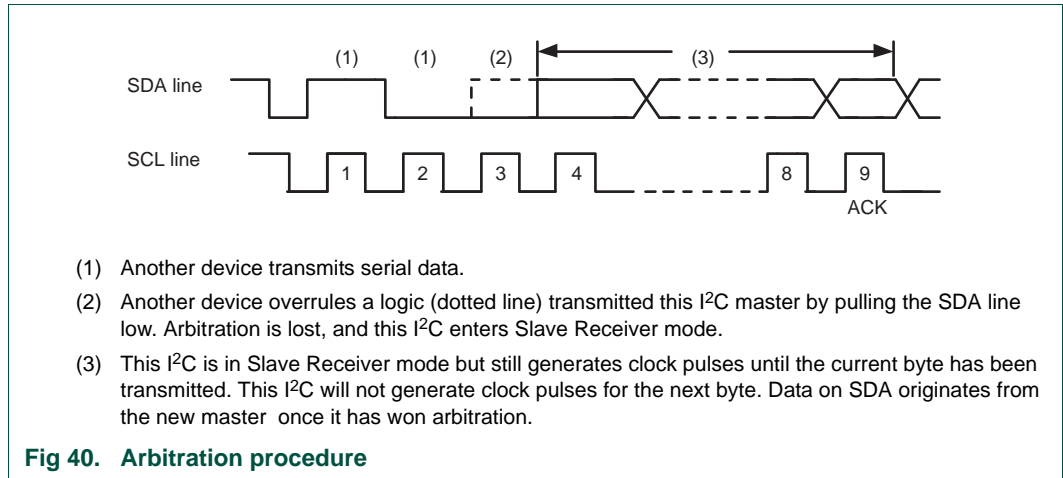 (1) (1) (2) (3)
SDA line
SCL line
1 2 3 4 8 9
ACK
(1) Another device transmits serial data.
(2) Another device overrules a logic (dotted line) transmitted this I2C master by pulling the SDA line
low. Arbitration is lost, and this I2C enters Slave Receiver mode.
(3) This I2C is in Slave Receiver mode but still generates clock pulses until the current byte has been
transmitted. This I2C will not generate clock pulses for the next byte. Data on SDA originates from
the new master once it has won arbitration.
Fig 40. Arbitration procedure